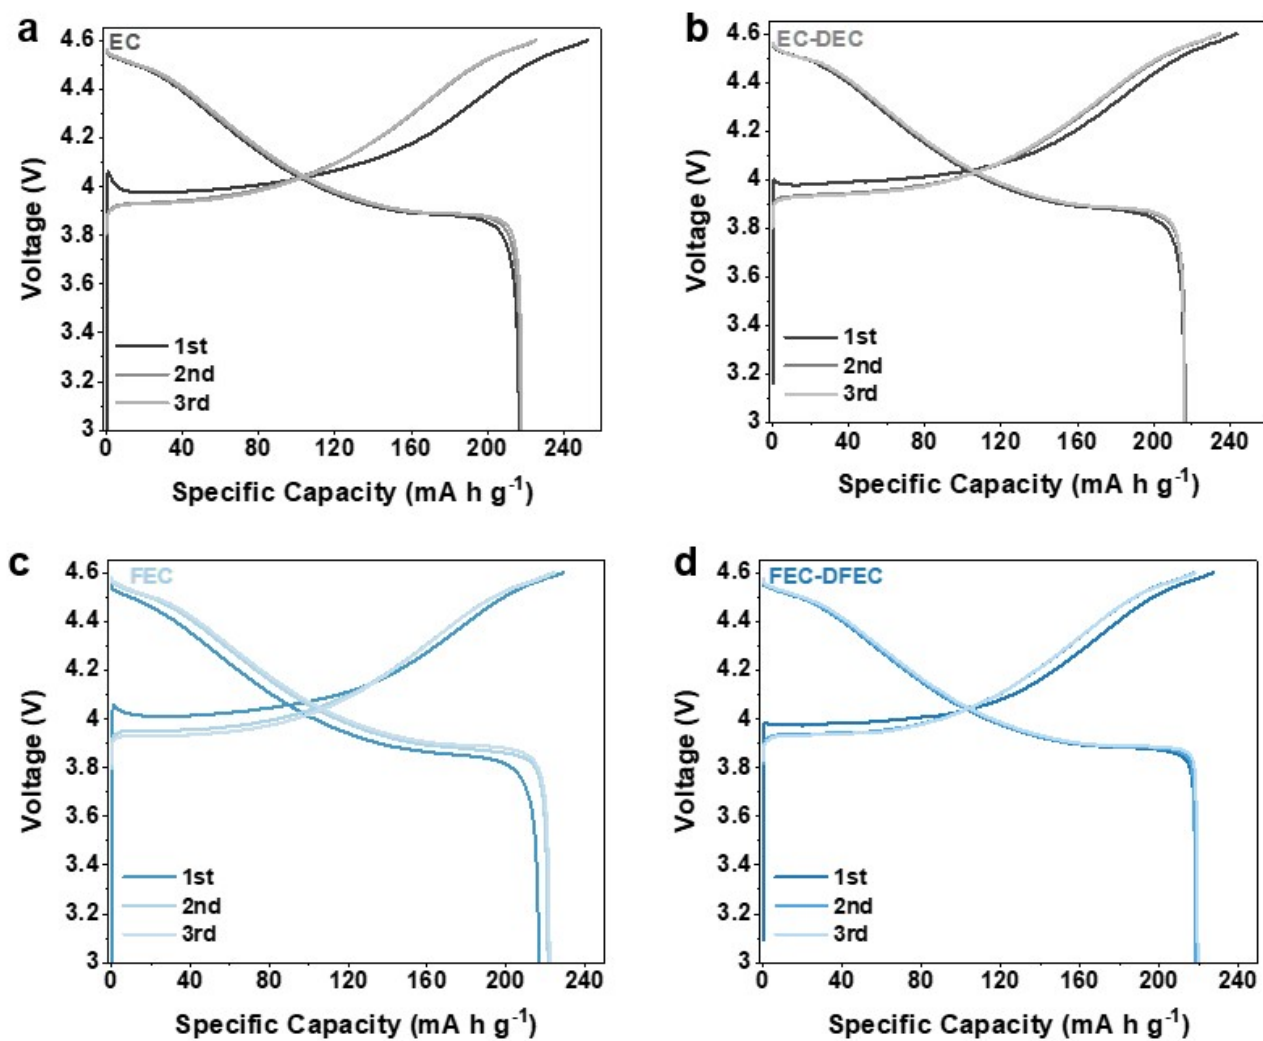 a
EC
4.6
4.4
4.2
4
3.8
3.6
3.4
3.2
3
Voltage (V)
1st
2nd
3rd
0 40 80 120 160 200 240
Specific Capacity (mA h g-1)
b
EC-DEC
4.6
4.4
4.2
4
3.8
3.6
3.4
3.2
3
Voltage (V)
1st
2nd
3rd
0 40 80 120 160 200 240
Specific Capacity (mA h g-1)
c
FEC
4.6
4.4
4.2
4
3.8
3.6
3.4
3.2
3
Voltage (V)
1st
2nd
3rd
0 40 80 120 160 200 240
Specific Capacity (mA h g-1)
d
FEC-DFEC
4.6
4.4
4.2
4
3.8
3.6
3.4
3.2
3
Voltage (V)
1st
2nd
3rd
0 40 80 120 160 200 240
Specific Capacity (mA h g-1)